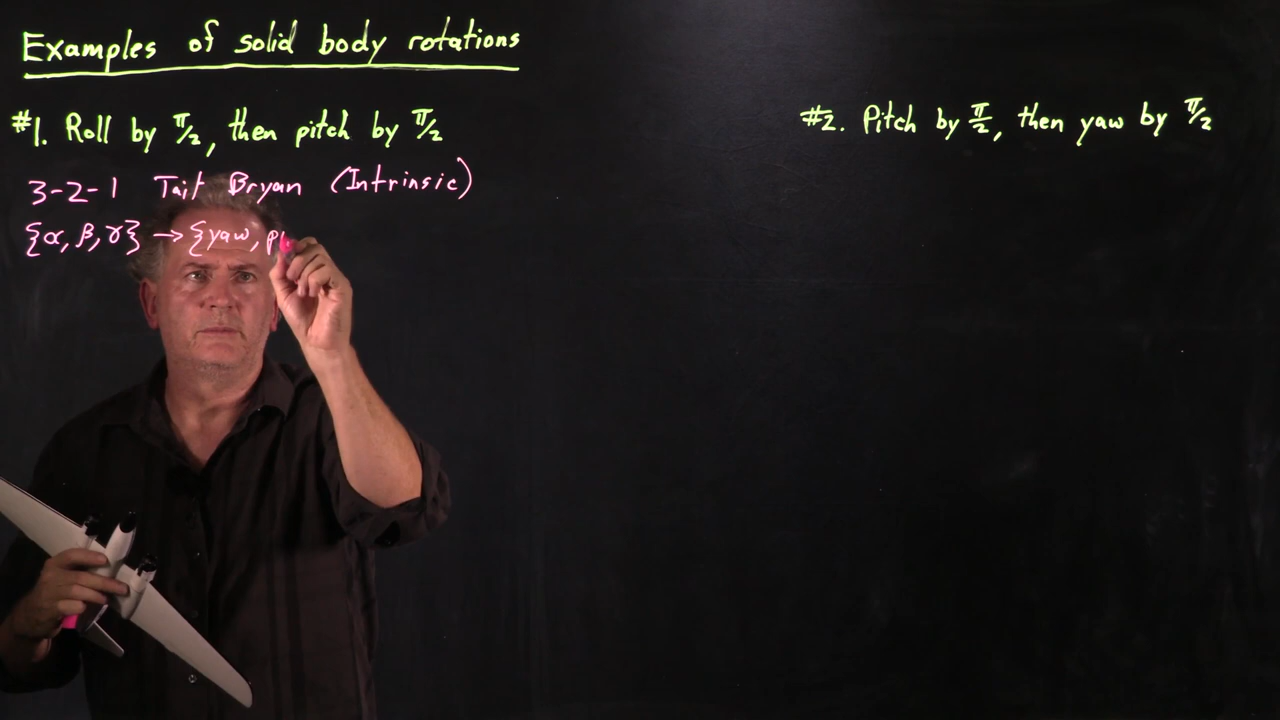 Examples of solid body rotations
#1. Roll by π/2, then pitch by π/2
3-2-1 Tait Bryan (Intrinsic)
{α, β, γ} → {yaw, p
#2. Pitch by π/2, then yaw by π/2